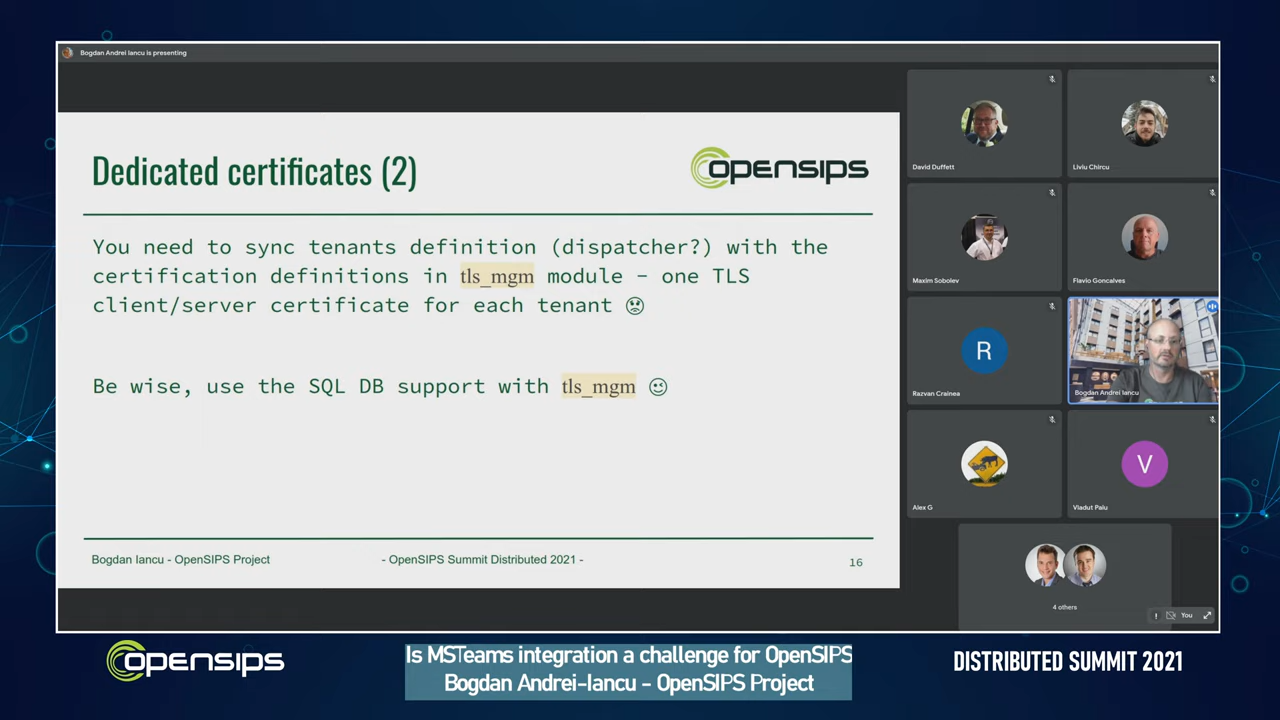 Bogdan Andrei Iancu is presenting
Dedicated certificates (2)
opensips
You need to sync tenants definition (dispatcher?) with the
certification definitions in tls_mgm module - one TLS
client/server certificate for each tenant
Be wise, use the SQL DB support with tls_mgm
Bogdan Iancu - OpenSIPS Project
- OpenSIPS Summit Distributed 2021 -
16
David Duffett
Liviu Chircu
Maxim Sobolev
Flavio Goncalves
R
Razvan Crainea
Bogdan Andrei Iancu
Alex G
V
Vladut Paiu
4 others
You
opensips
Is MSTeams integration a challenge for OpenSIPS
Bogdan Andrei-Iancu - OpenSIPS Project
DISTRIBUTED SUMMIT 2021